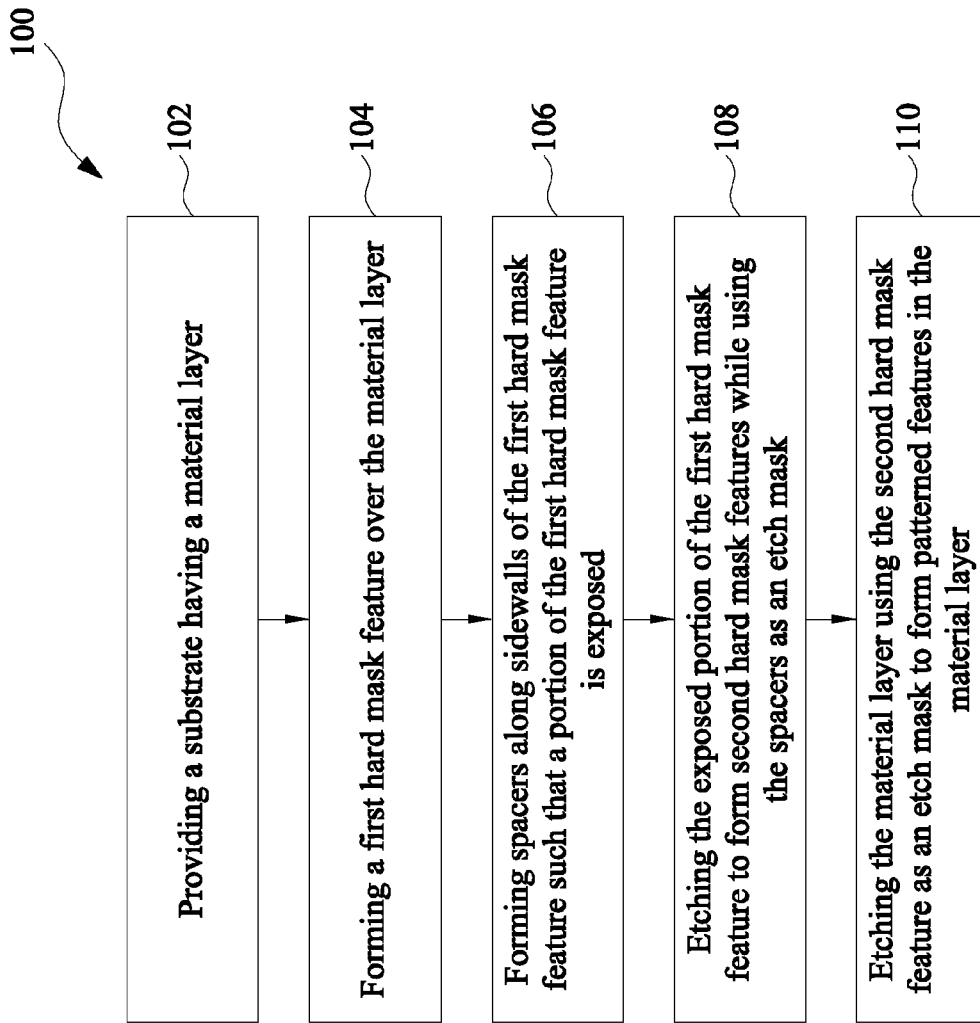 100
102
Providing a substrate having a material layer
104
Forming a first hard mask feature over the material layer
106
Forming spacers along sidewalls of the first hard mask
feature such that a portion of the first hard mask feature
is exposed
108
Etching the exposed portion of the first hard mask
feature to form second hard mask features while using
the spacers as an etch mask
110
Etching the material layer using the second hard mask
feature as an etch mask to form patterned features in the
material layer